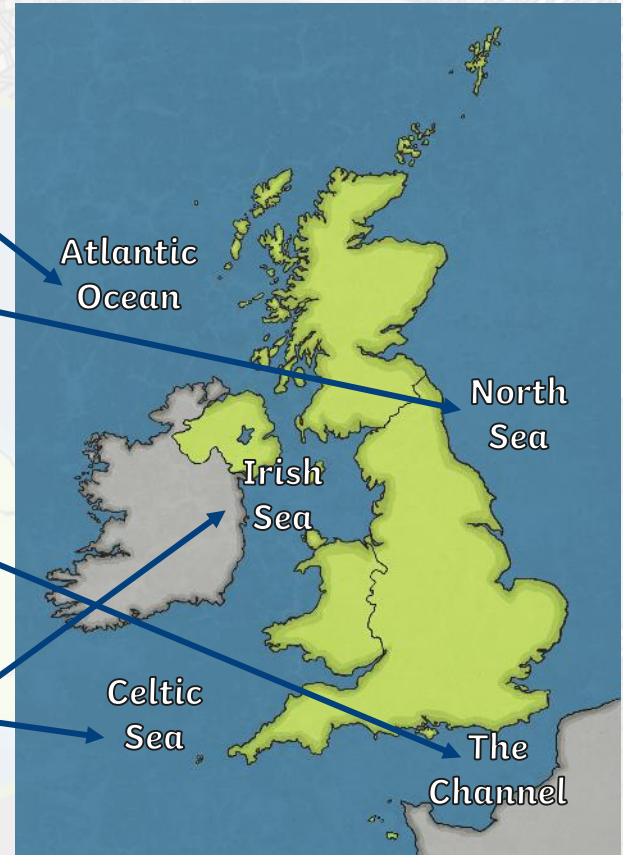 Atlantic
Ocean
North
Sea
Irish
Sea
Celtic
Sea
The
Channel